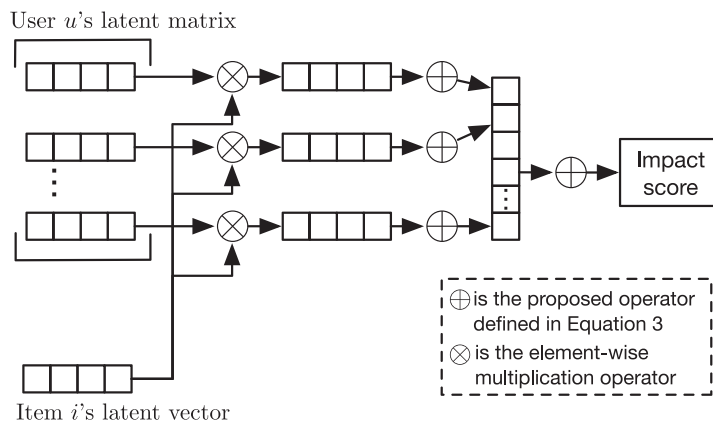 User u's latent matrix
Impact
score
⊕ is the proposed operator
defined in Equation 3
⊗ is the element-wise
multiplication operator
Item i's latent vector